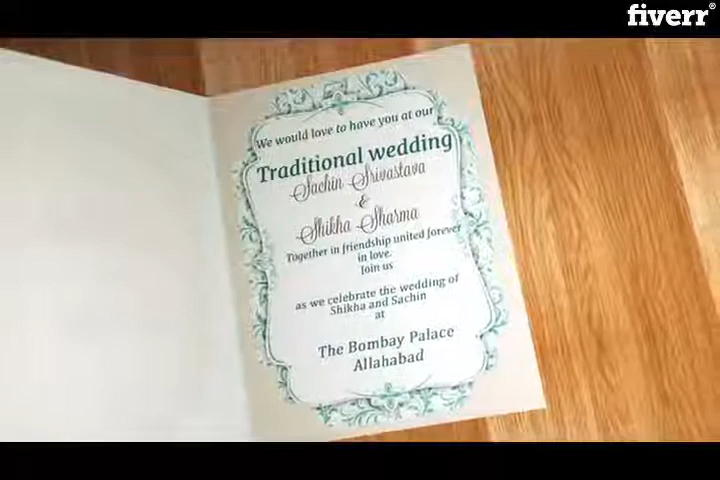 fiverr®
We would love to have you at our
Traditional wedding
Sachin Srivastava
&
Shikha Sharma
Together in friendship united forever
in love.
Join us
as we celebrate the wedding of
Shikha and Sachin
at
The Bombay Palace
Allahabad